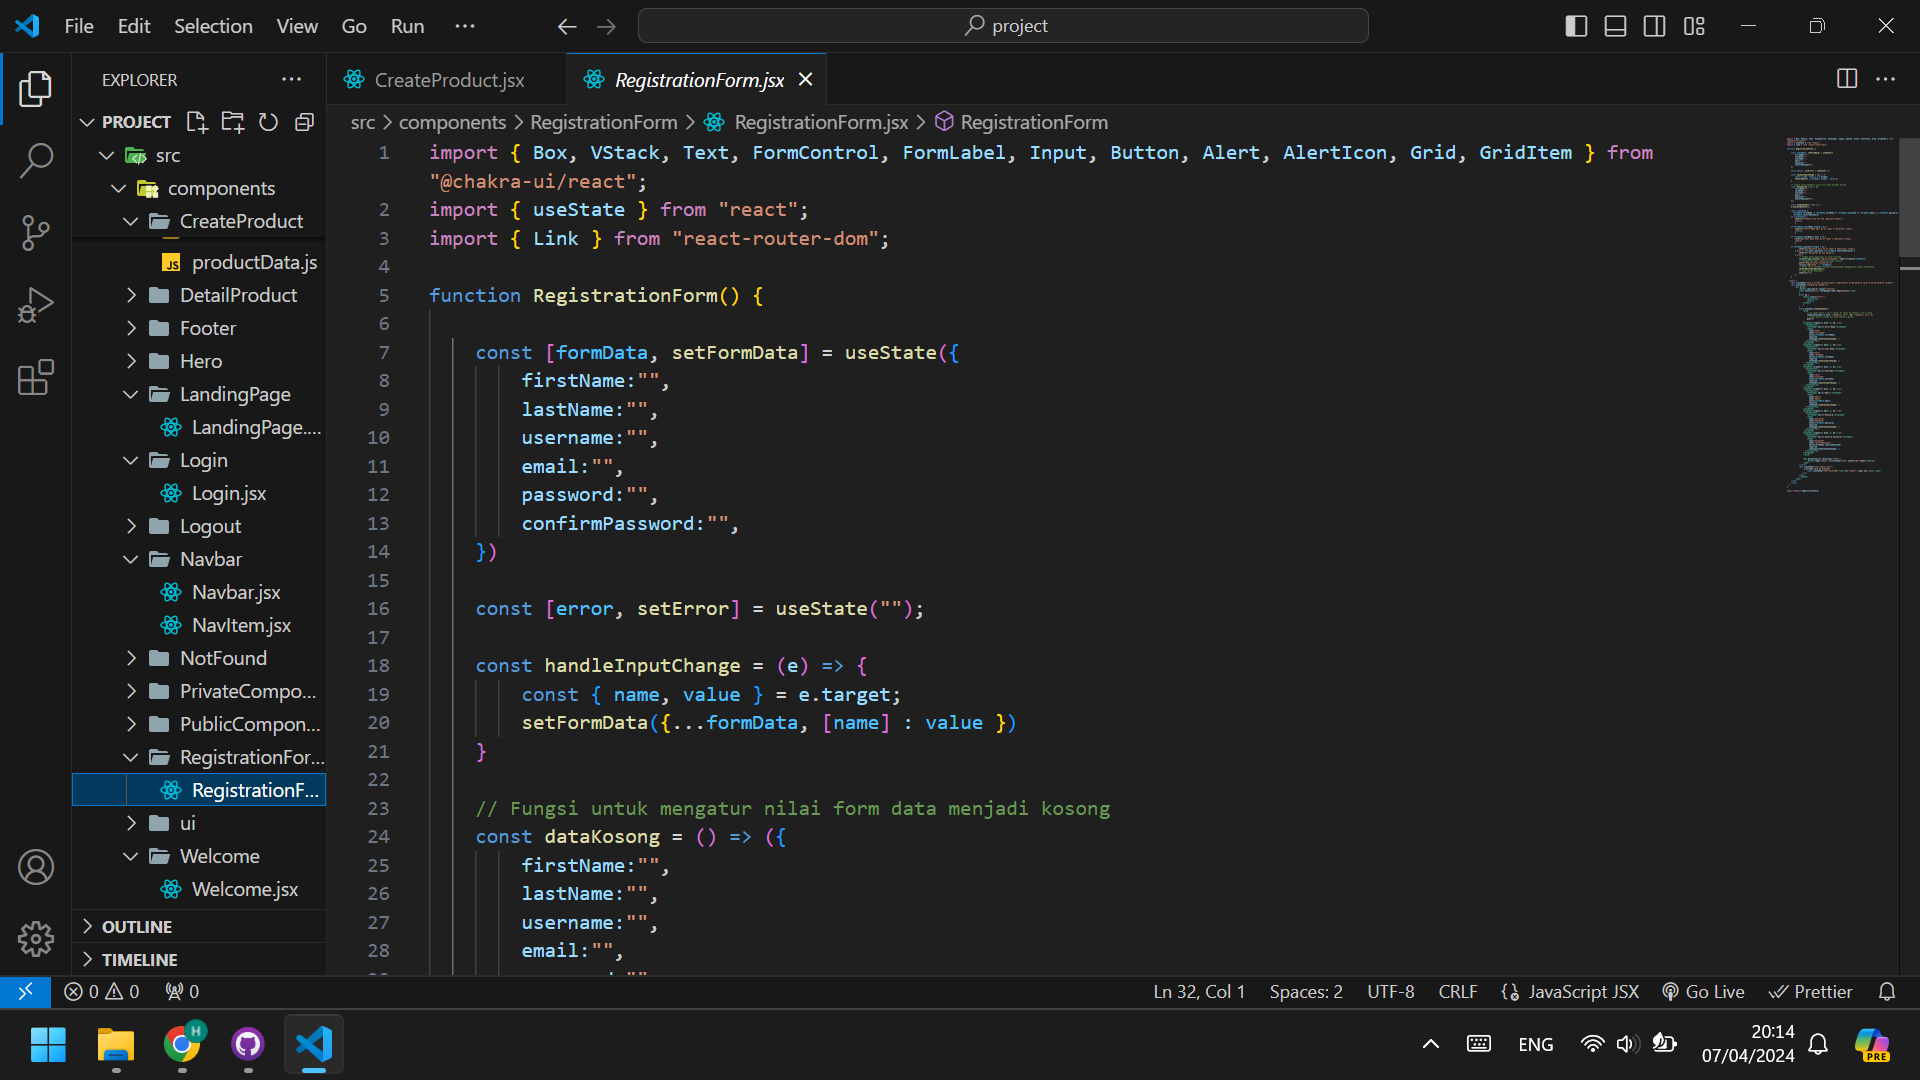 File Edit Selection View Go Run ...
project
EXPLORER ...
PROJECT
src
components
CreateProduct
JS productData.js
DetailProduct
Footer
Hero
LandingPage
LandingPage....
Login
Login.jsx
Logout
Navbar
Navbar.jsx
NavItem.jsx
NotFound
PrivateCompo...
PublicCompon...
RegistrationFor...
RegistrationF...
ui
Welcome
Welcome.jsx
OUTLINE
TIMELINE
CreateProduct.jsx
RegistrationForm.jsx
src > components > RegistrationForm > RegistrationForm.jsx > RegistrationForm
1 import { Box, VStack, Text, FormControl, FormLabel, Input, Button, Alert, AlertIcon, Grid, GridItem } from
"@chakra-ui/react";
2 import { useState } from "react";
3 import { Link } from "react-router-dom";
4
5 function RegistrationForm() {
6
7 const [formData, setFormData] = useState({
8 firstName:"",
9 lastName:"",
10 username:"",
11 email:"",
12 password:"",
13 confirmPassword:"",
14 })
15
16 const [error, setError] = useState("");
17
18 const handleInputChange = (e) => {
19 const { name, value } = e.target;
20 setFormData({...formData, [name] : value })
21 }
22
23 // Fungsi untuk mengatur nilai form data menjadi kosong
24 const dataKosong = () => ({
25 firstName:"",
26 lastName:"",
27 username:"",
28 email:"",
0 0 0
Ln 32, Col 1 Spaces: 2 UTF-8 CRLF JavaScript JSX Go Live Prettier
H
ENG
20:14
07/04/2024
PRE